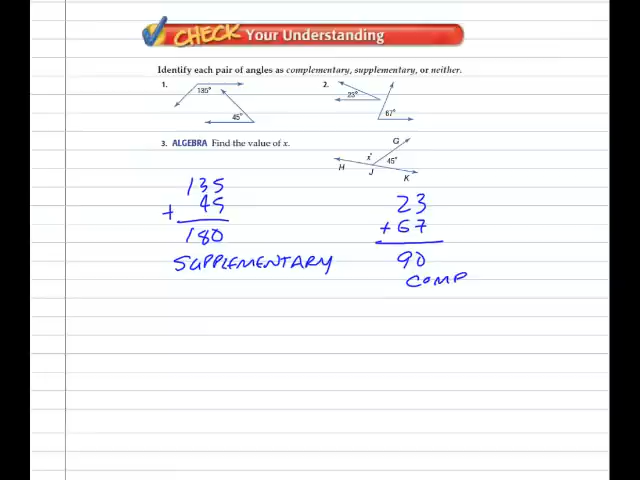 CHECK Your Understanding
Identify each pair of angles as complementary, supplementary, or neither.
1.
135°
45°
2.
23°
67°
3. ALGEBRA Find the value of x.
G
x°
45°
H
J
K
135
+ 45
180
SUPPLEMENTARY
23
+ 67
90
COMP